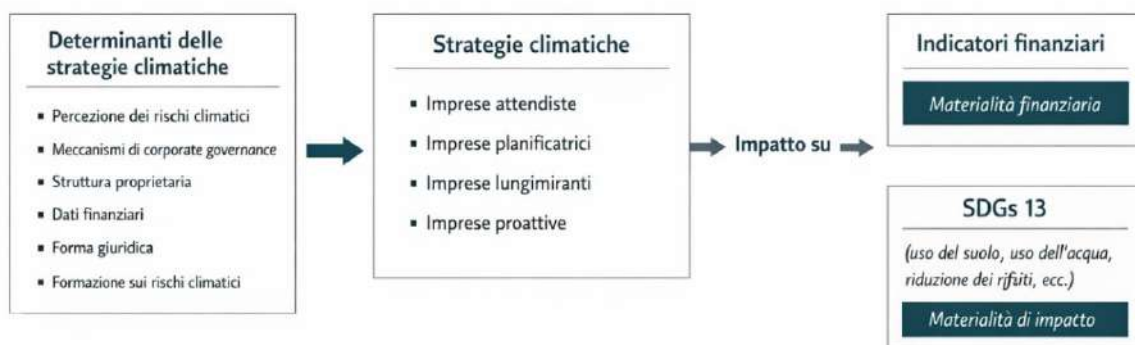 Determinanti delle
strategie climatiche
▪ Percezione dei rischi climatici
▪ Meccanismi di corporate governance
▪ Struttura proprietaria
▪ Dati finanziari
▪ Forma giuridica
▪ Formazione sui rischi climatici
Strategie climatiche
▪ Imprese attendiste
▪ Imprese planificatrici
▪ Imprese lungimiranti
▪ Imprese proattive
Impatto su
Indicatori finanziari
Materialità finanziaria
SDGs 13
(uso del suolo, uso dell'acqua,
riduzione dei rifiuti, ecc.)
Materialità di impatto